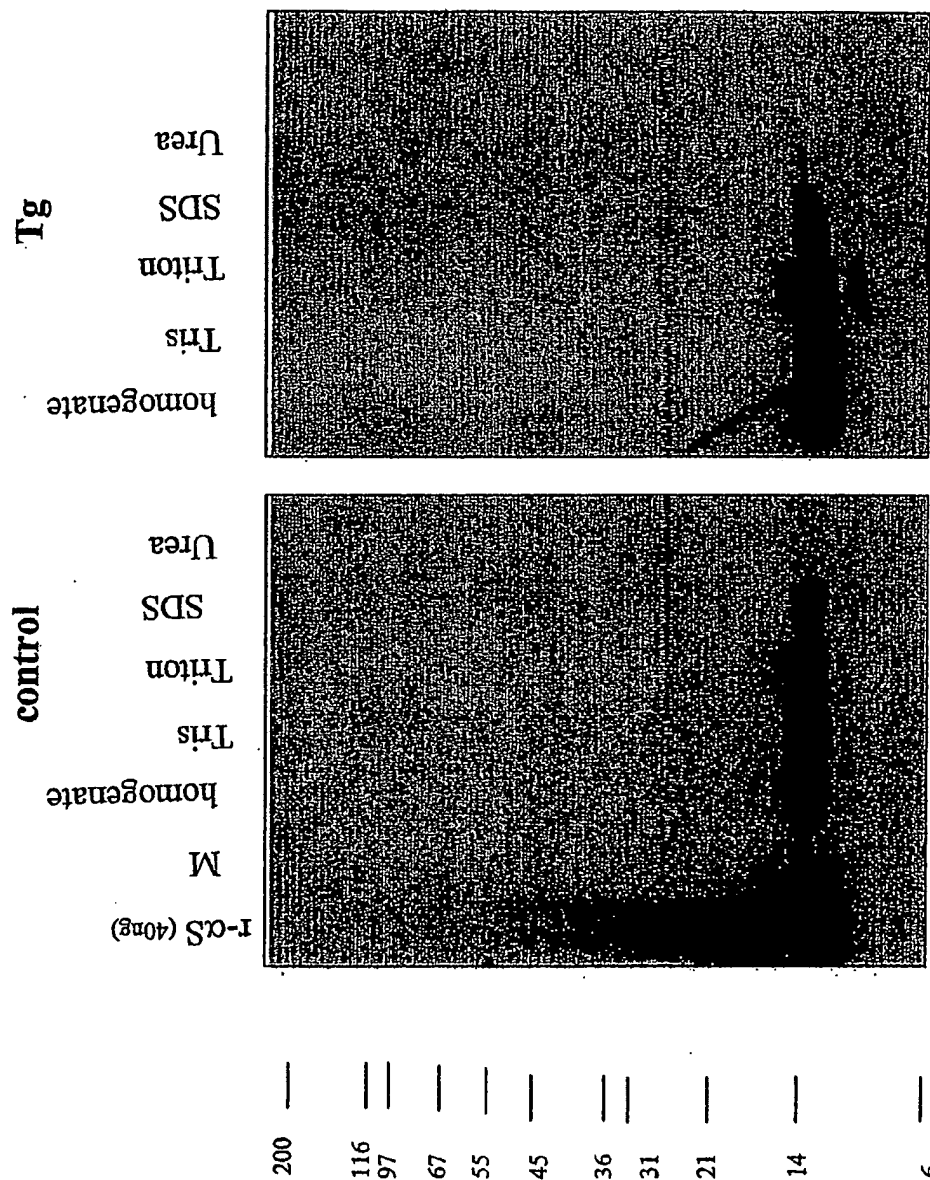 control
Tg
r-αS (40ng)
M
homogenate
Tris
Triton
SDS
Urea
homogenate
Tris
Triton
SDS
Urea
200
116
97
67
55
45
36
31
21
14
6